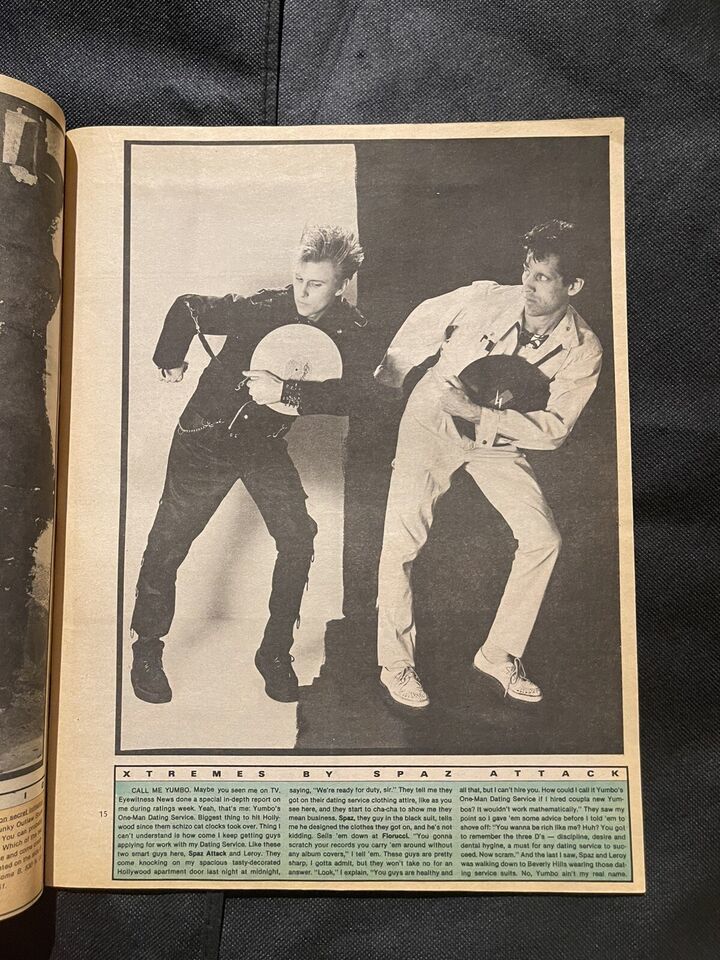 XTREMES BY SPAZ ATTACK
CALL ME YUMBO. Maybe you seen me on TV.
Eyewitness News done a special in-depth report on
me during ratings week. Yeah, that's me: Yumbo's
One-Man Dating Service. Biggest thing to hit Holly-
wood since them schizo cat clocks took over. Thing I
can't understand is how come I keep getting guys
applying for work with my Dating Service. Like these
two smart guys here, Spaz Attack and Leroy. They
come knocking on my spacious tasty-decorated
Hollywood apartment door last night at midnight,
saying, "We're ready for duty, sir." They tell me they
got on their dating service clothing attire, like as you
see here, and they start to cha-cha to show me they
mean business. Spaz, they guy in the black suit, tells
me he designed the clothes they got on, and he's not
kidding. Sells 'em down at Fiorucci. "You gonna
scratch your records you carry 'em around without
any album covers," I tell 'em. These guys are pretty
sharp, I gotta admit, but they won't take no for an
answer. "Look," I explain, "You guys are healthy and
all that, but I can't hire you. How could I call it Yumbo's
One-Man Dating Service if I hired coupla new Yum-
bos? It wouldn't work mathematically." They saw my
point so I gave 'em some advice before I told 'em to
shove off: "You wanna be rich like me? Huh? You got
to remember the three D's — discipline, desire and
dental hygine, a must for any dating service to suc-
ceed. Now scram." And the last I saw, Spaz and Leroy
was walking down to Beverly Hills wearing those dat-
ing service suits. No, Yumbo ain't my real name.
15